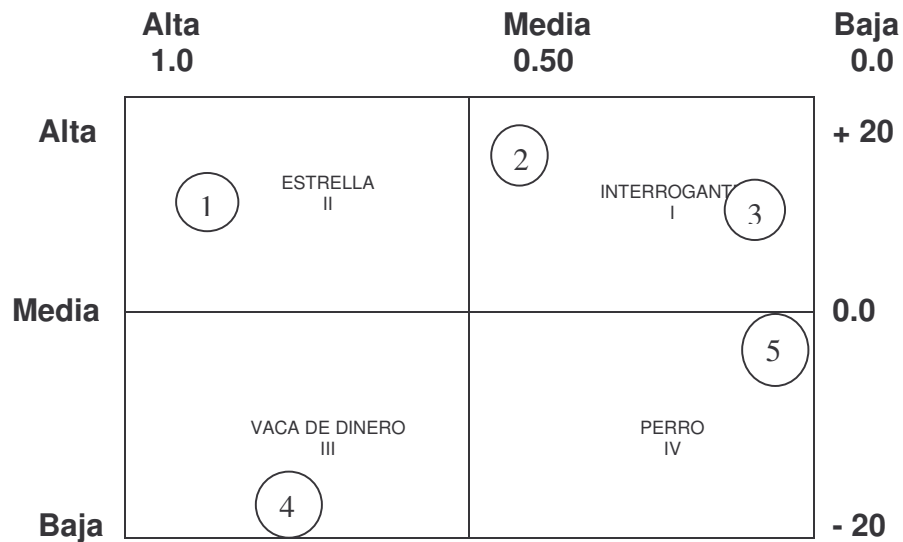 Alta Media Baja
1.0 0.50 0.0
Alta + 20
2
ESTRELLA
II
INTERROGANT
I
1
3
Media 0.0
5
VACA DE DINERO
III
PERRO
IV
4
Baja - 20